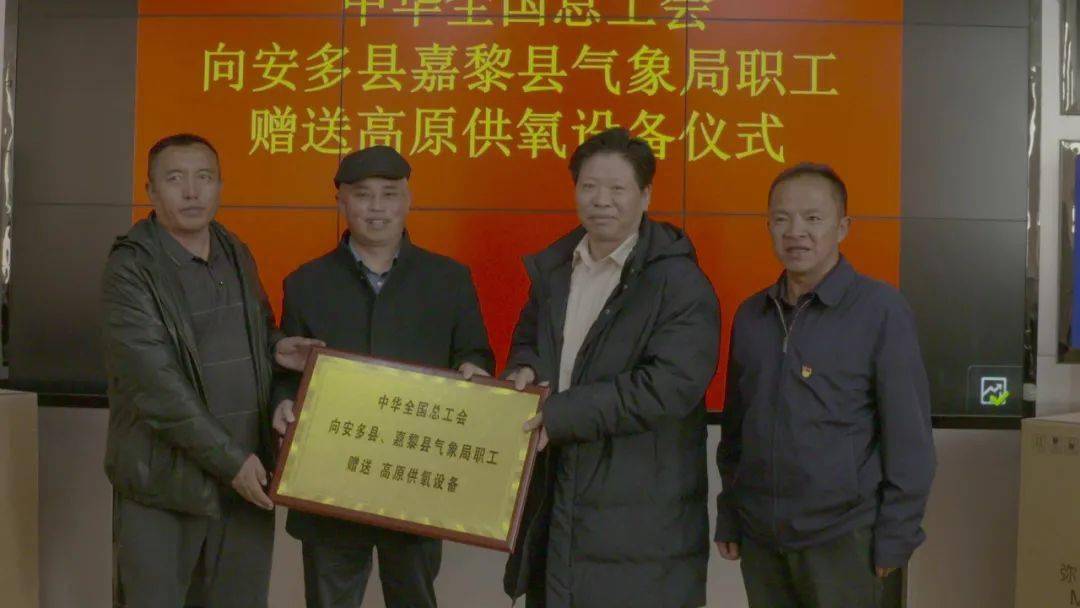 中华全国总工会
向安多县嘉黎县气象局职工
赠送高原供氧设备仪式
中华全国总工会
向安多县、嘉黎县气象局职工
赠送 高原供氧设备
弥